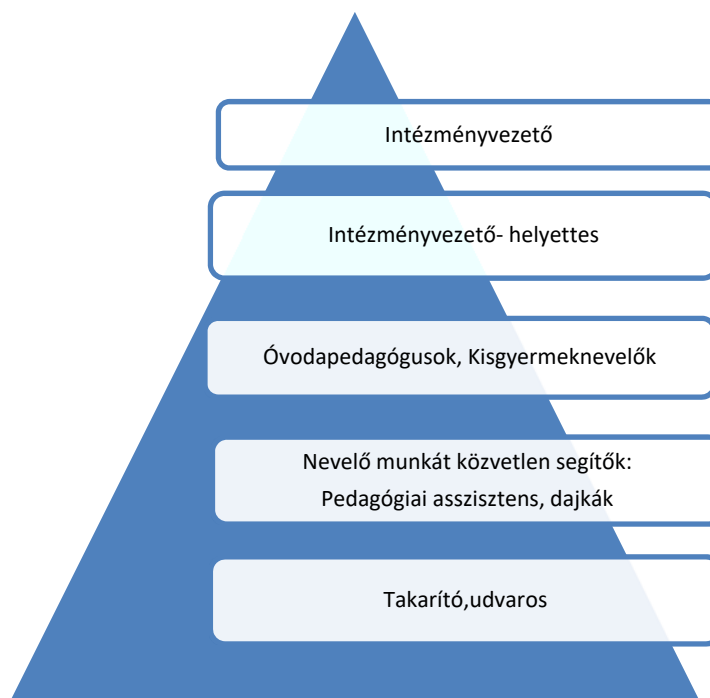 Intézményvezető
Intézményvezető- helyettes
Óvodapedagógusok, Kisgyermeknevelők
Nevelő munkát közvetlen segítők:
Pedagógiai asszisztens, dajkák
Takarító,udvaros